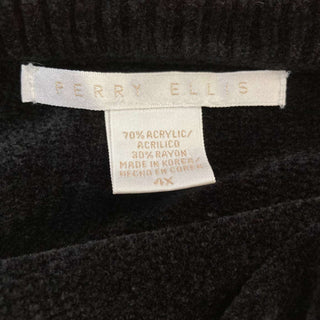 PERRY ELLIS
70% ACRYLIC/
ACRILICO
30% RAYON
MADE IN KOREA/
HECHO EN COREA
4X